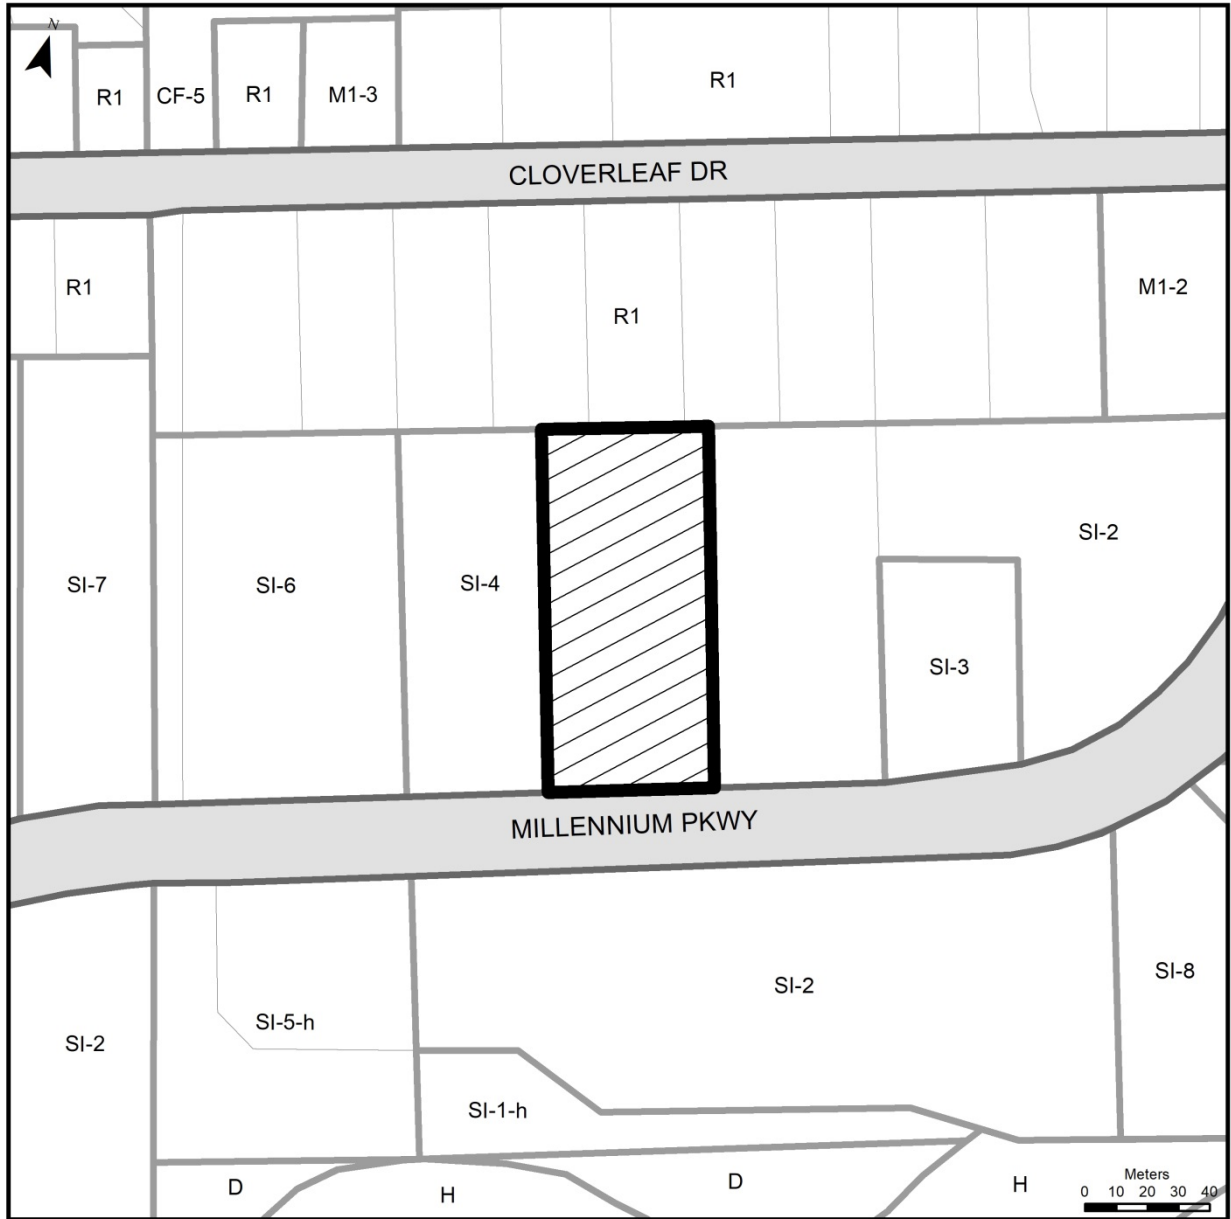 N
R1
CF-5
R1
M1-3
R1
CLOVERLEAF DR
R1
R1
M1-2
SI-7
SI-6
SI-4
SI-2
SI-3
MILLENNIUM PKWY
SI-2
SI-5-h
SI-2
SI-8
SI-1-h
D
H
D
H
Meters
0 10 20 30 40